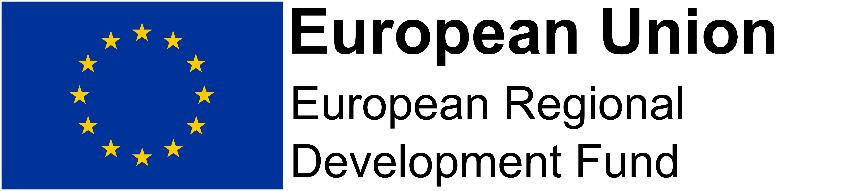 European Union
European Regional
Development Fund